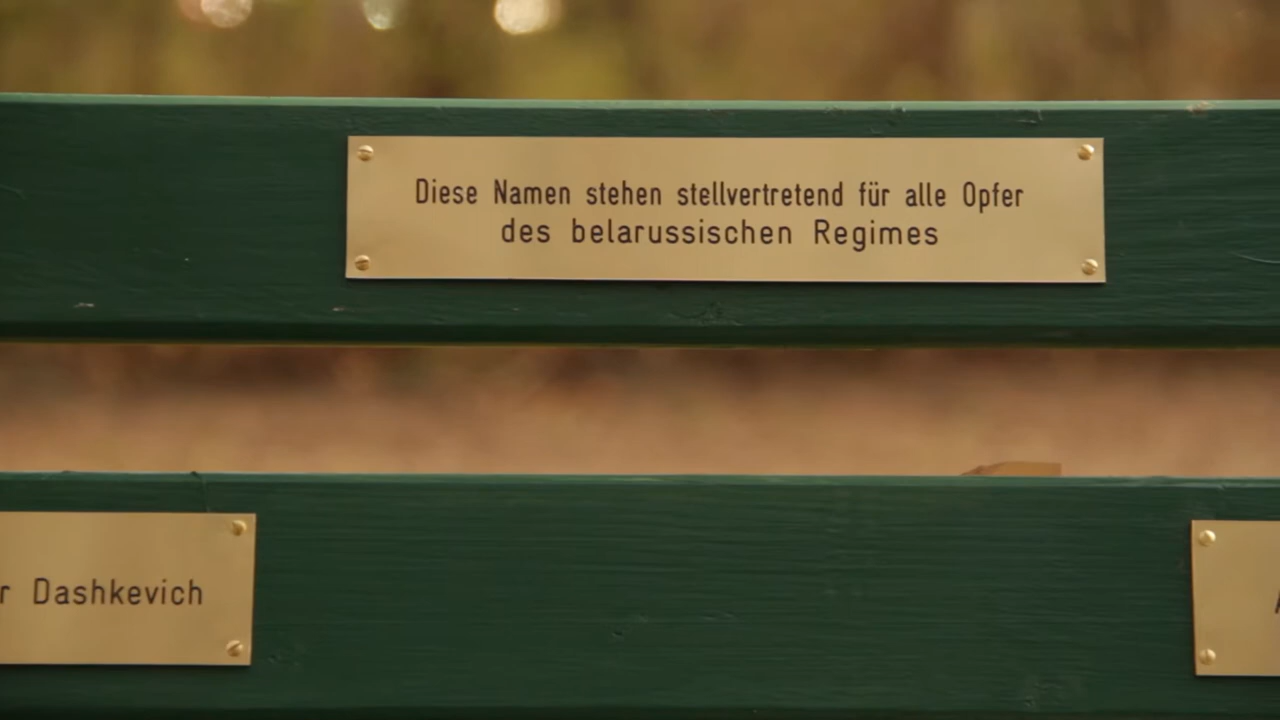 Diese Namen stehen stellvertretend für alle Opfer
des belarussischen Regimes
Dashkevich